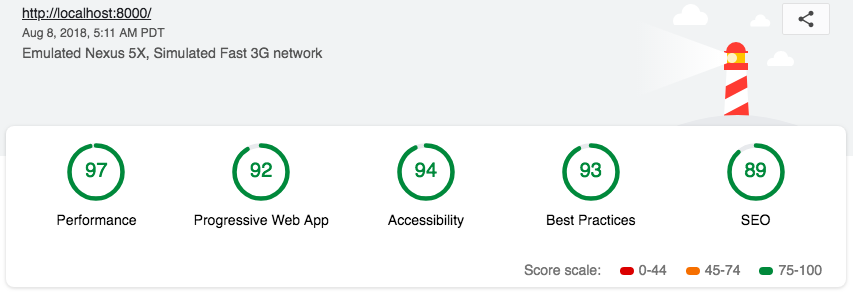 http://localhost:8000/
Aug 8, 2018, 5:11 AM PDT
Emulated Nexus 5X, Simulated Fast 3G network
97 92 94 93 89
Performance Progressive Web App Accessibility Best Practices SEO
Score scale: 0-44 45-74 75-100